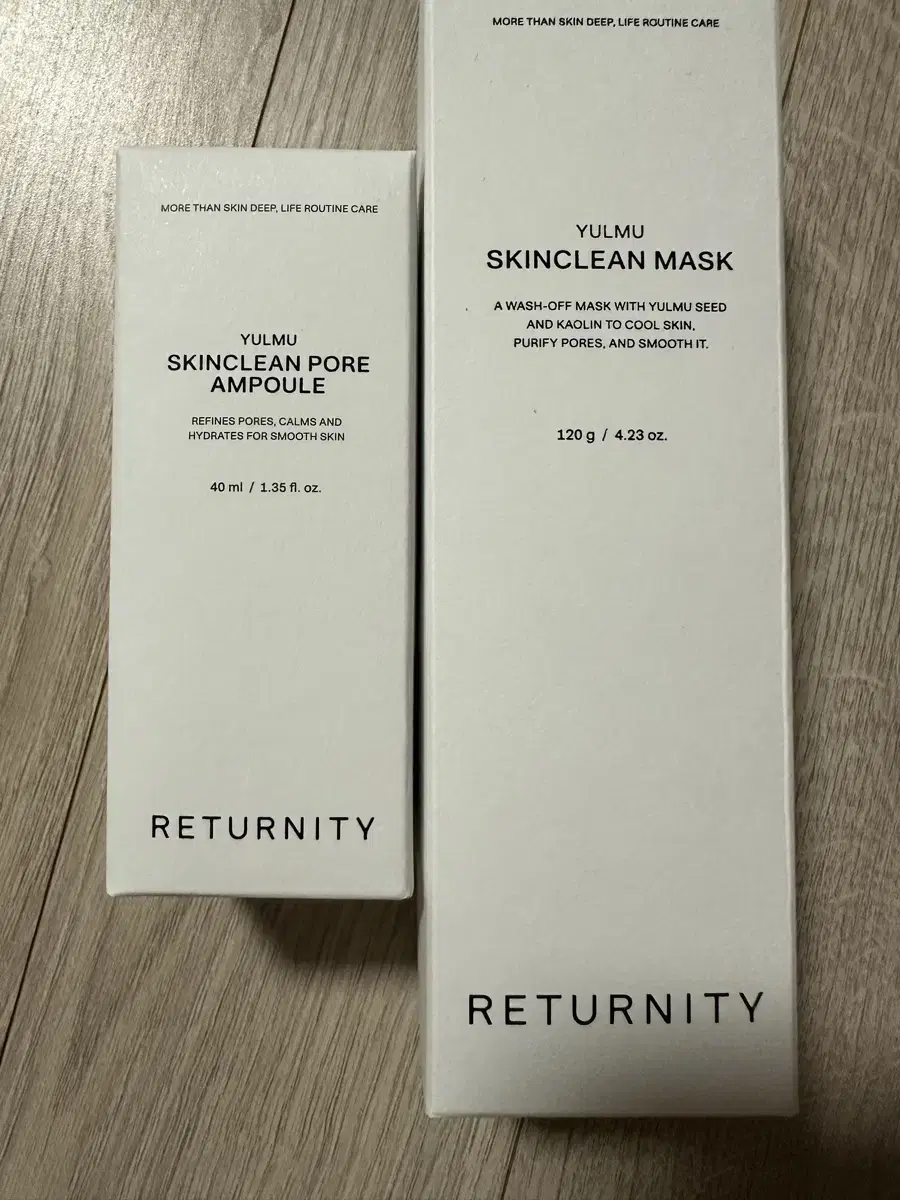 MORE THAN SKIN DEEP, LIFE ROUTINE CARE
YULMU
SKINCLEAN PORE
AMPOULE
REFINES PORES, CALMS AND
HYDRATES FOR SMOOTH SKIN
40 ml / 1.35 fl. oz.
RETURNITY
MORE THAN SKIN DEEP, LIFE ROUTINE CARE
YULMU
SKINCLEAN MASK
A WASH-OFF MASK WITH YULMU SEED
AND KAOLIN TO COOL SKIN,
PURIFY PORES, AND SMOOTH IT.
120 g / 4.23 oz.
RETURNITY